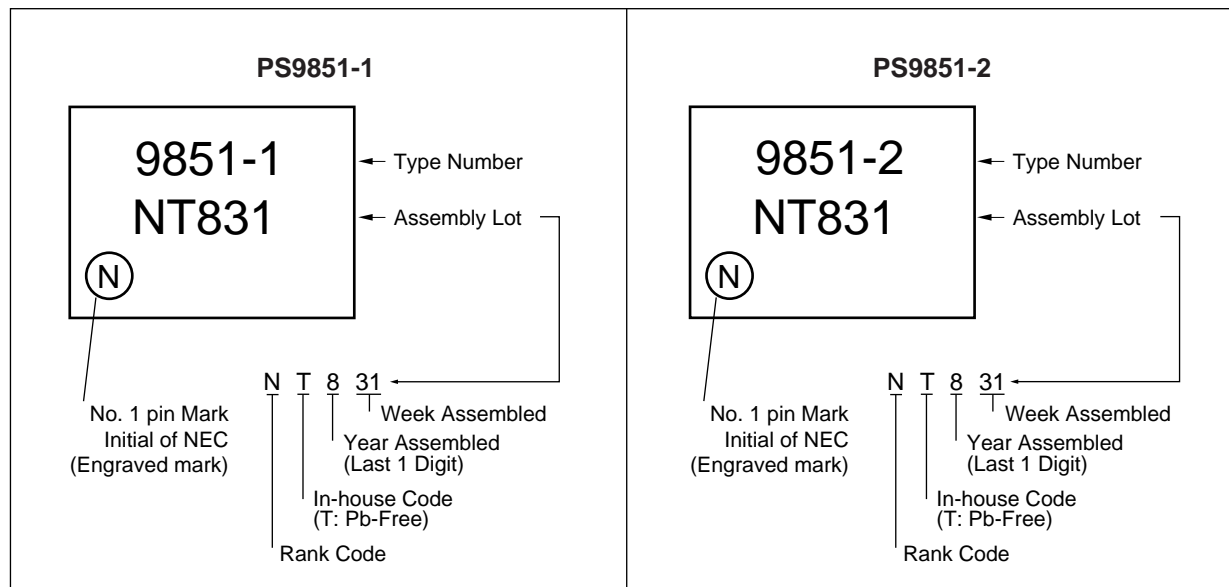 PS9851-1
9851-1
Type Number
NT831
Assembly Lot
N
N T 8 31
No. 1 pin Mark
Initial of NEC
(Engraved mark)
Week Assembled
Year Assembled
(Last 1 Digit)
In-house Code
(T: Pb-Free)
Rank Code
PS9851-2
9851-2
Type Number
NT831
Assembly Lot
N
N T 8 31
No. 1 pin Mark
Initial of NEC
(Engraved mark)
Week Assembled
Year Assembled
(Last 1 Digit)
In-house Code
(T: Pb-Free)
Rank Code